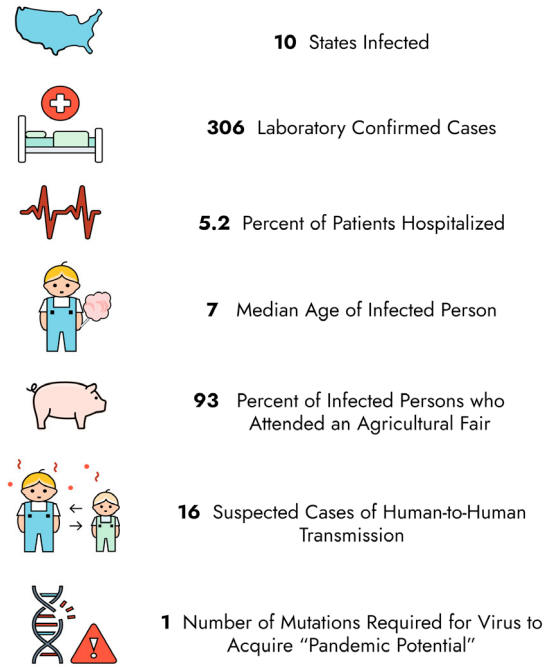 10 States Infected
306 Laboratory Confirmed Cases
5.2 Percent of Patients Hospitalized
7 Median Age of Infected Person
93 Percent of Infected Persons who
Attended an Agricultural Fair
16 Suspected Cases of Human-to-Human
Transmission
1 Number of Mutations Required for Virus to
Acquire “Pandemic Potential”